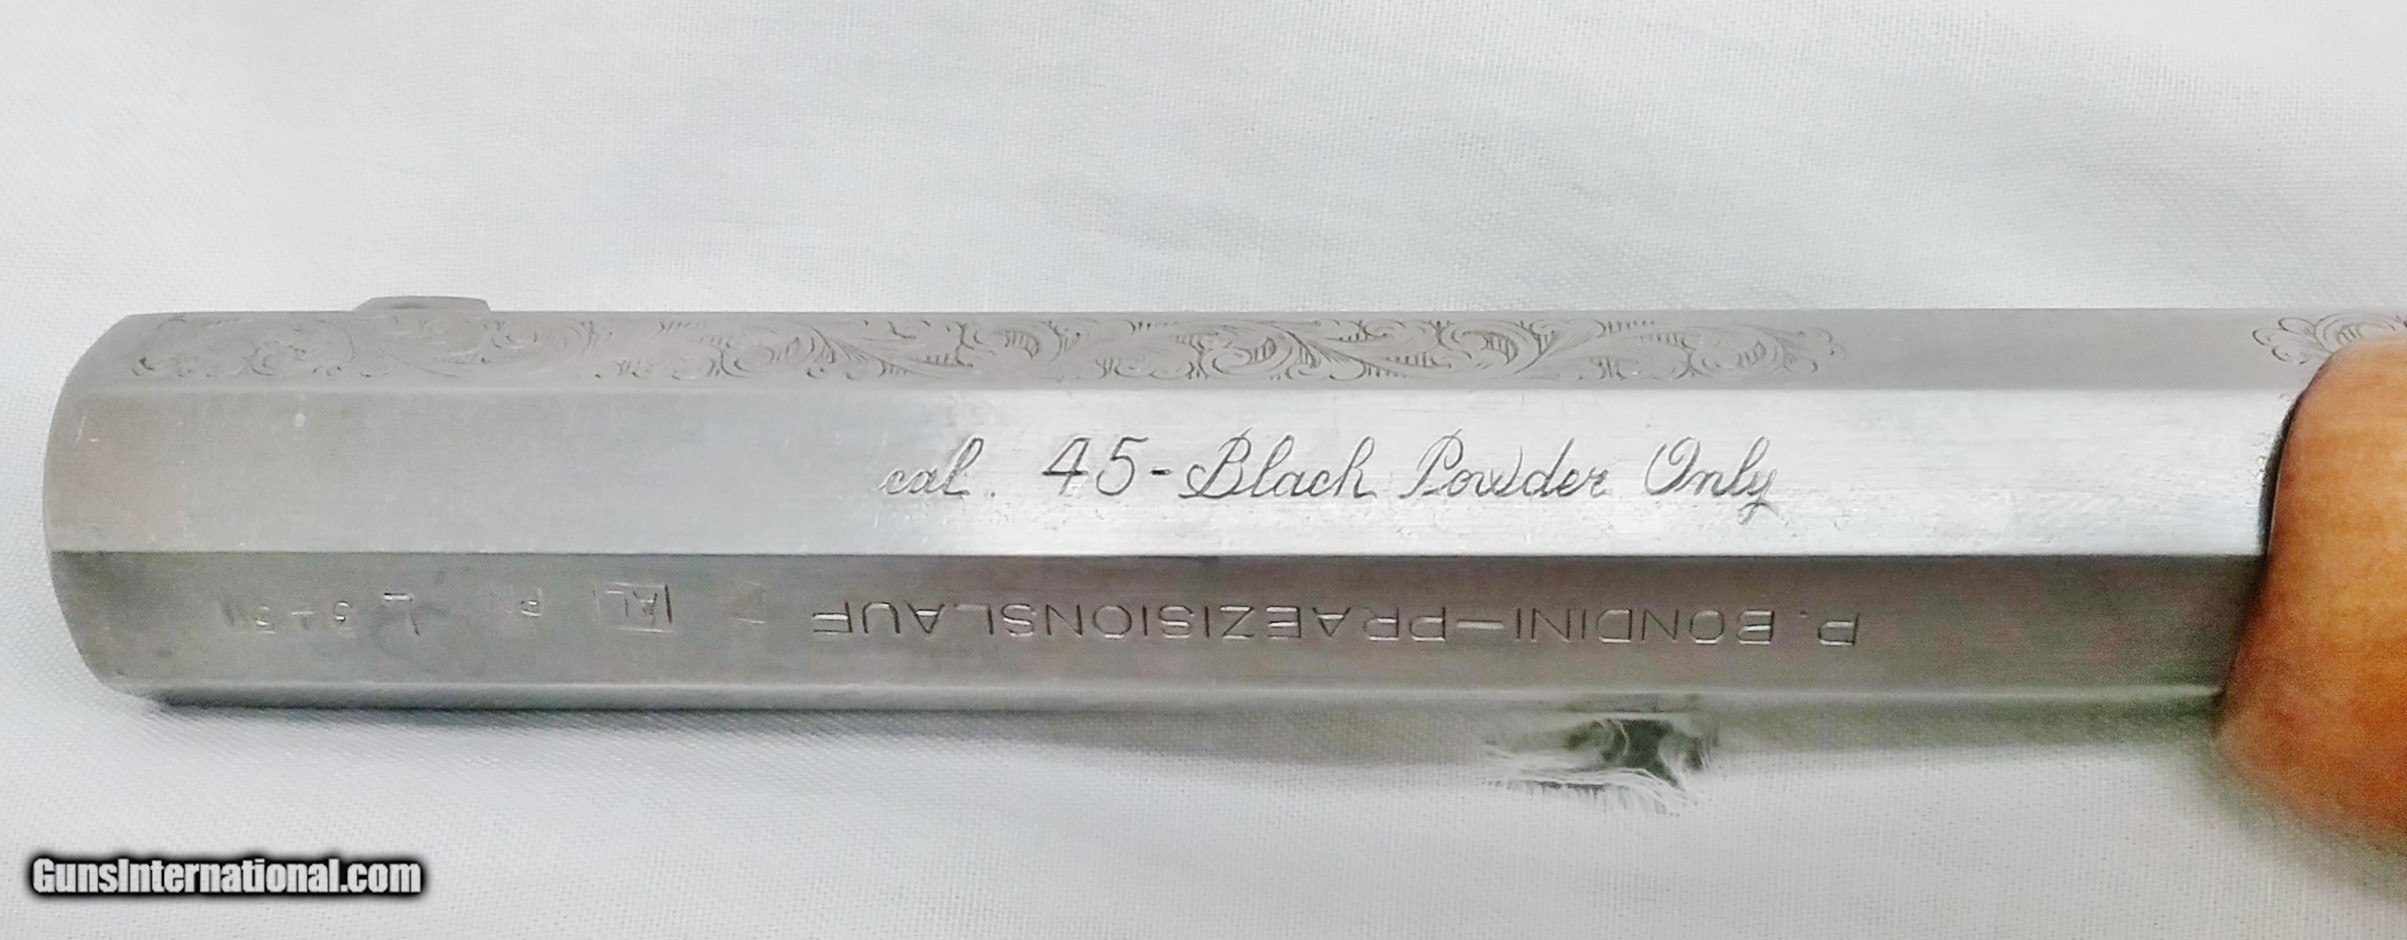 cal. 45-Black Powder Only
P. BONDINI-PRAEZISIONSLAUF
GunsInternational.com